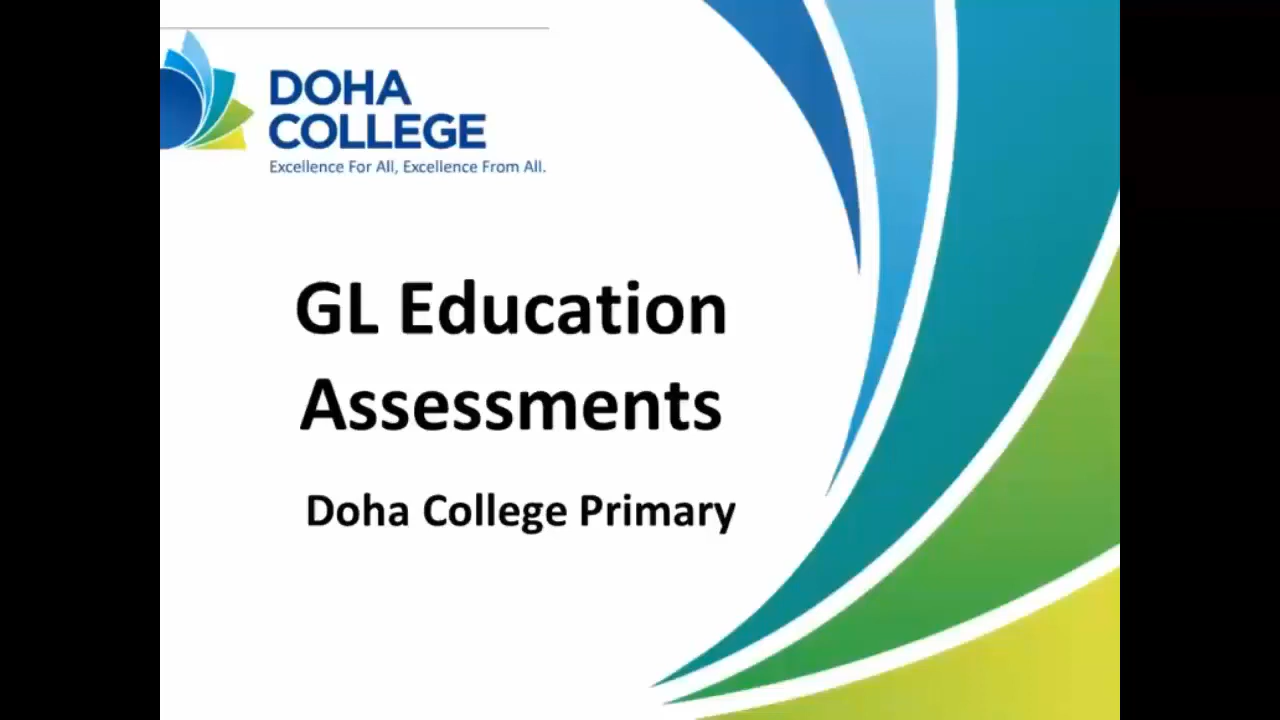 DOHA
COLLEGE
Excellence For All, Excellence From All.
GL Education
Assessments
Doha College Primary